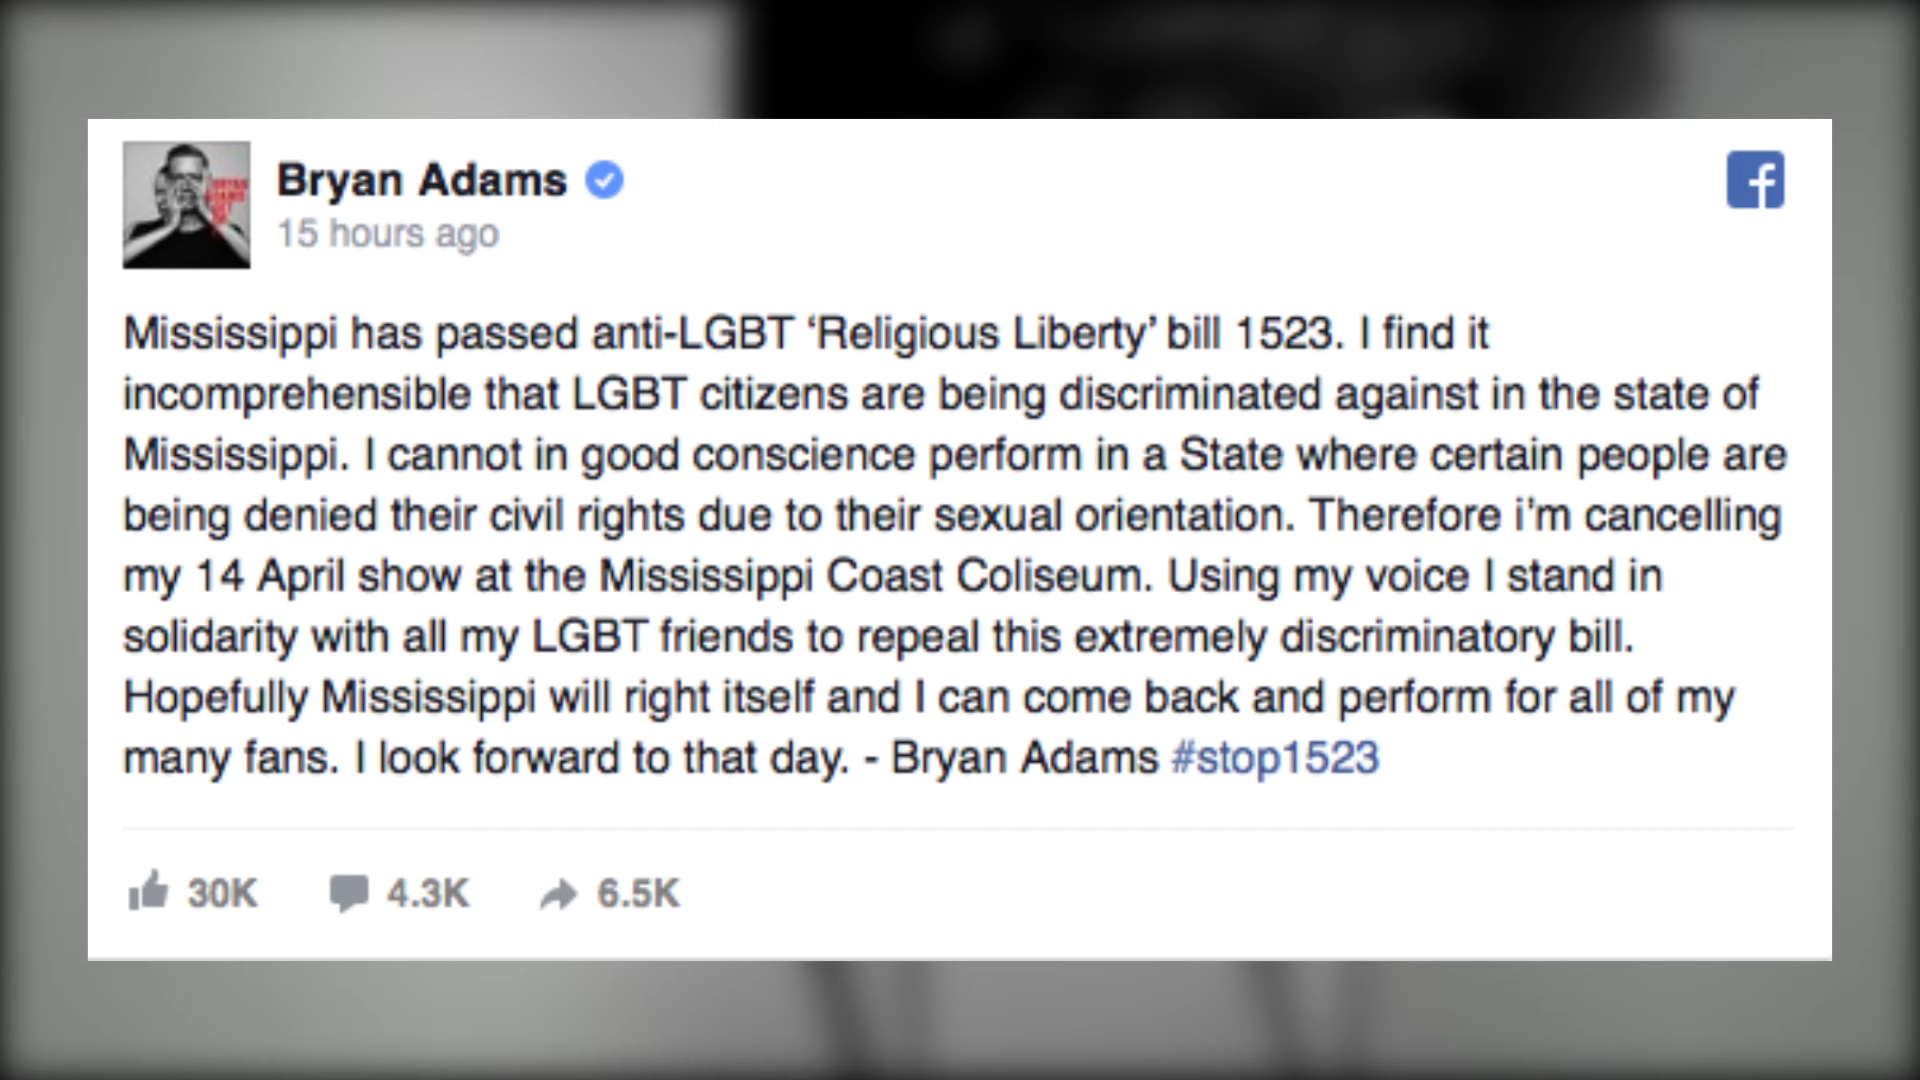 Bryan Adams
15 hours ago
Mississippi has passed anti-LGBT ‘Religious Liberty’ bill 1523. I find it
incomprehensible that LGBT citizens are being discriminated against in the state of
Mississippi. I cannot in good conscience perform in a State where certain people are
being denied their civil rights due to their sexual orientation. Therefore i’m cancelling
my 14 April show at the Mississippi Coast Coliseum. Using my voice I stand in
solidarity with all my LGBT friends to repeal this extremely discriminatory bill.
Hopefully Mississippi will right itself and I can come back and perform for all of my
many fans. I look forward to that day. - Bryan Adams #stop1523
30K 4.3K 6.5K